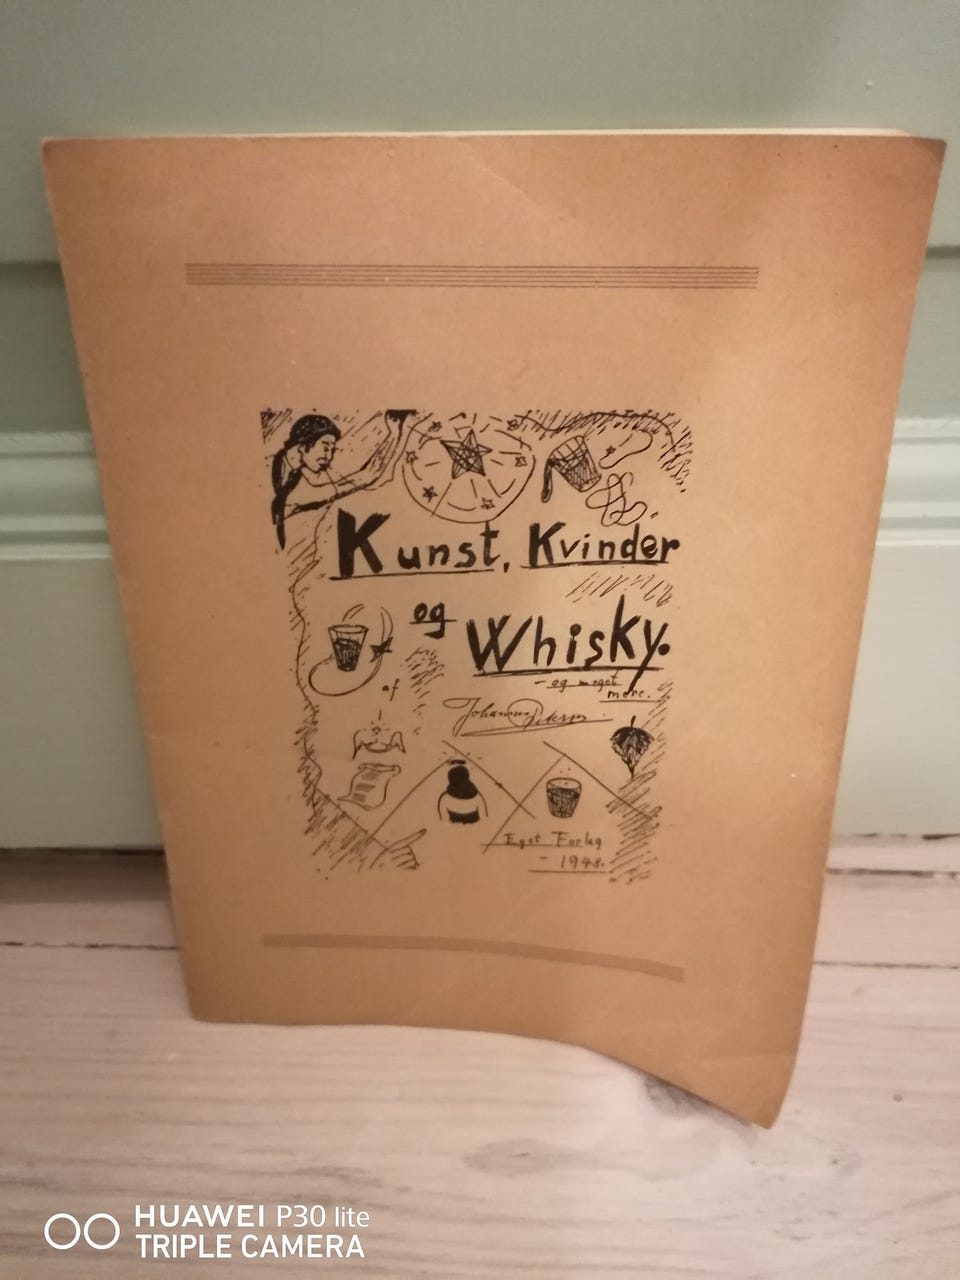 Kunst, Kvinder
og
Whisky.
- og meget
mere.
af
Eget Forlag
- 1948.
HUAWEI P30 lite
TRIPLE CAMERA